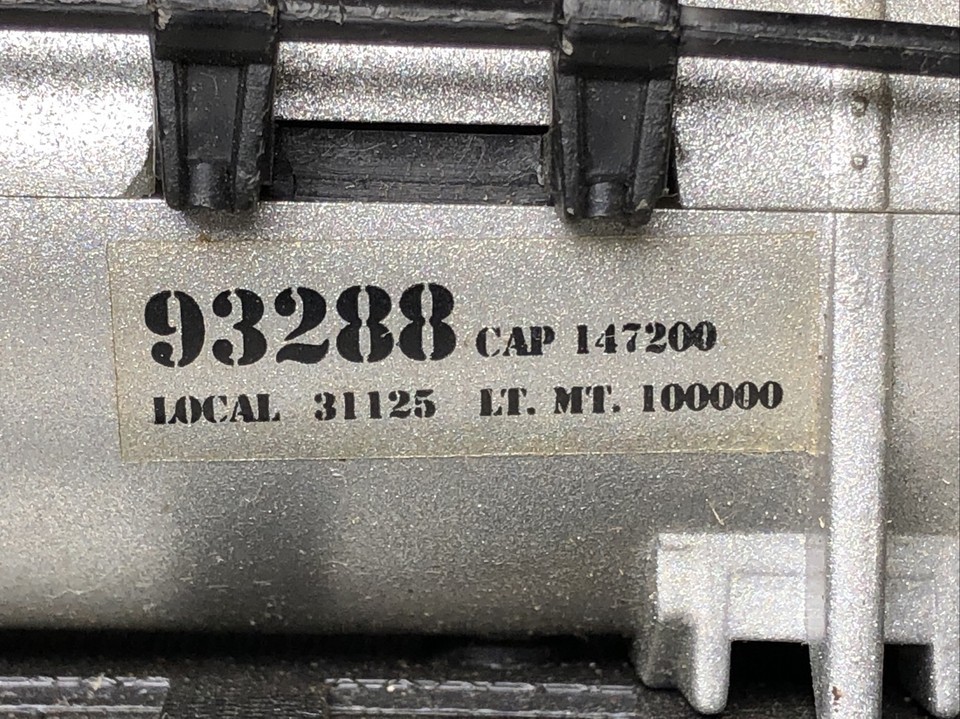 93288 CAP 147200
LOCAL 31125 LT. MT. 100000